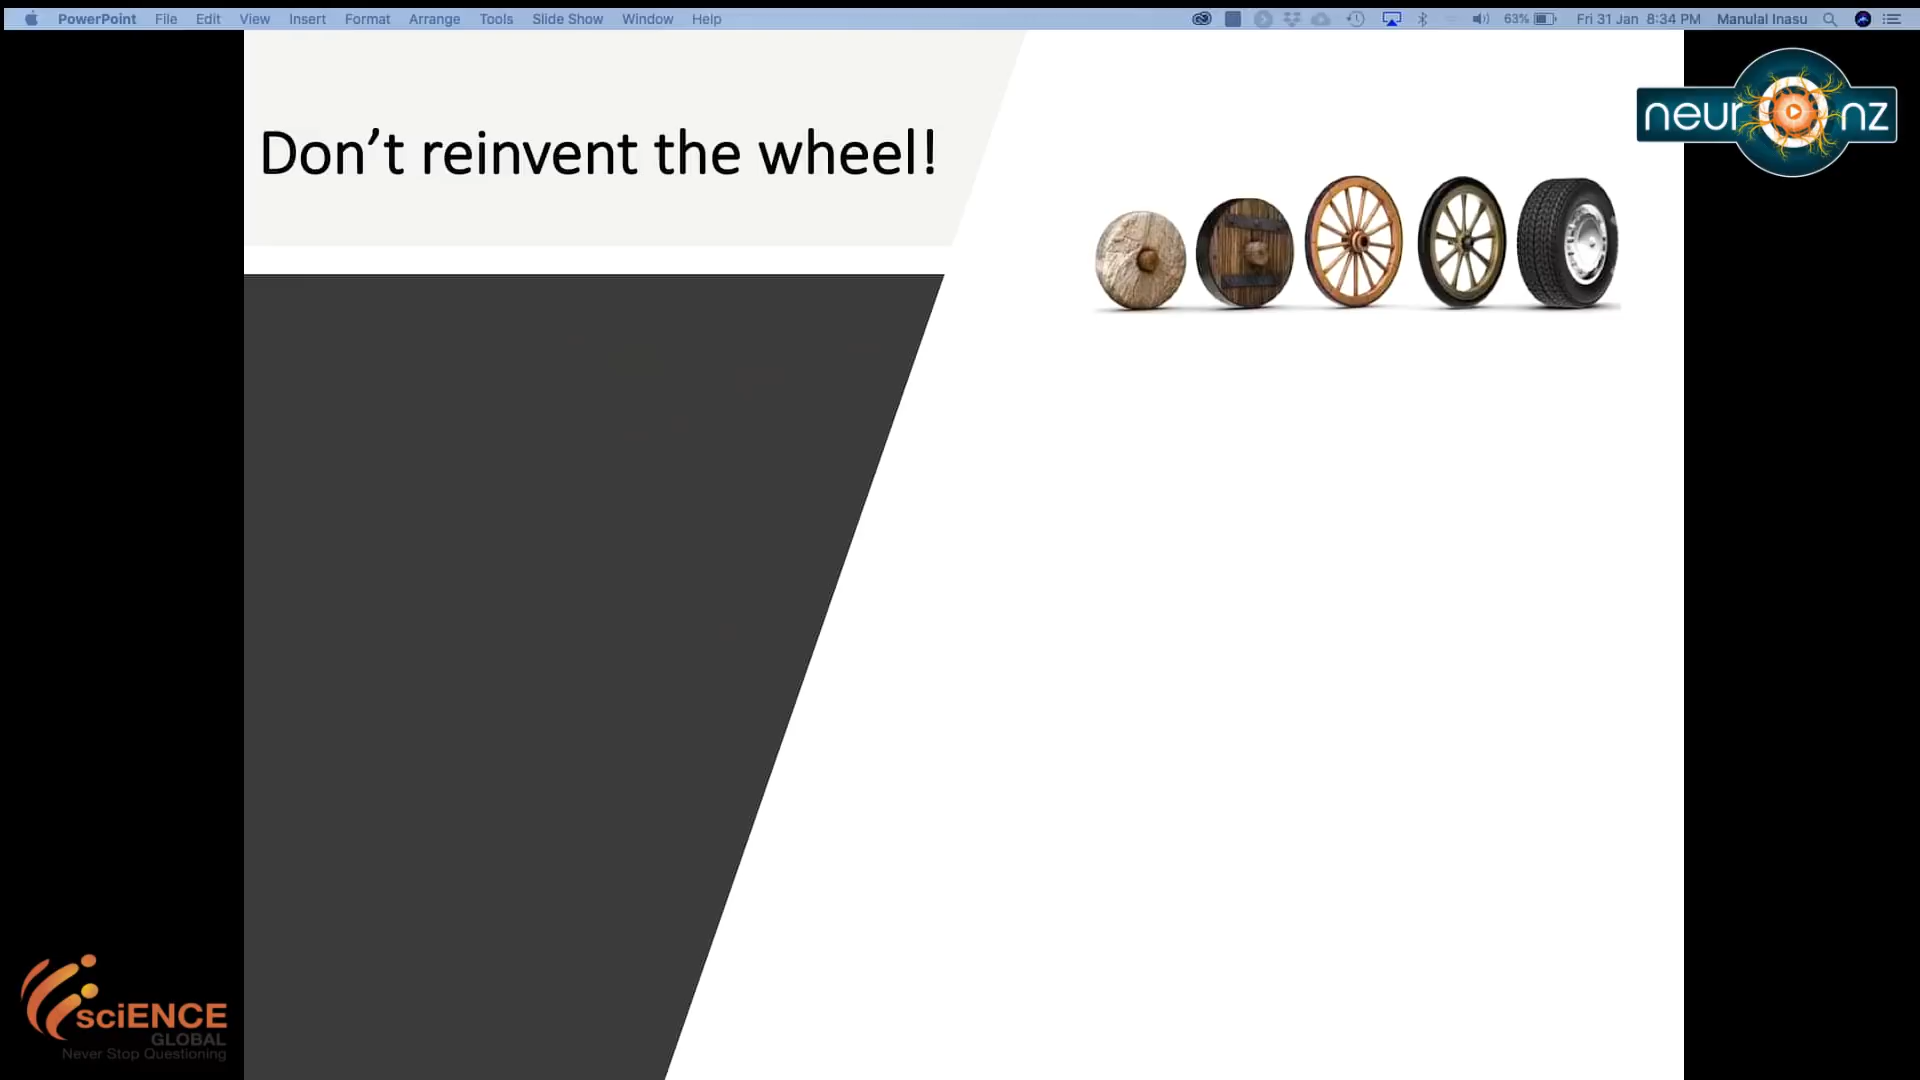 PowerPoint File Edit View Insert Format Arrange Tools Slide Show Window Help 63% Fri 31 Jan 8:34 PM Manulal Inasu
neur nz
Don’t reinvent the wheel!
sciENCE
GLOBAL
Never Stop Questioning